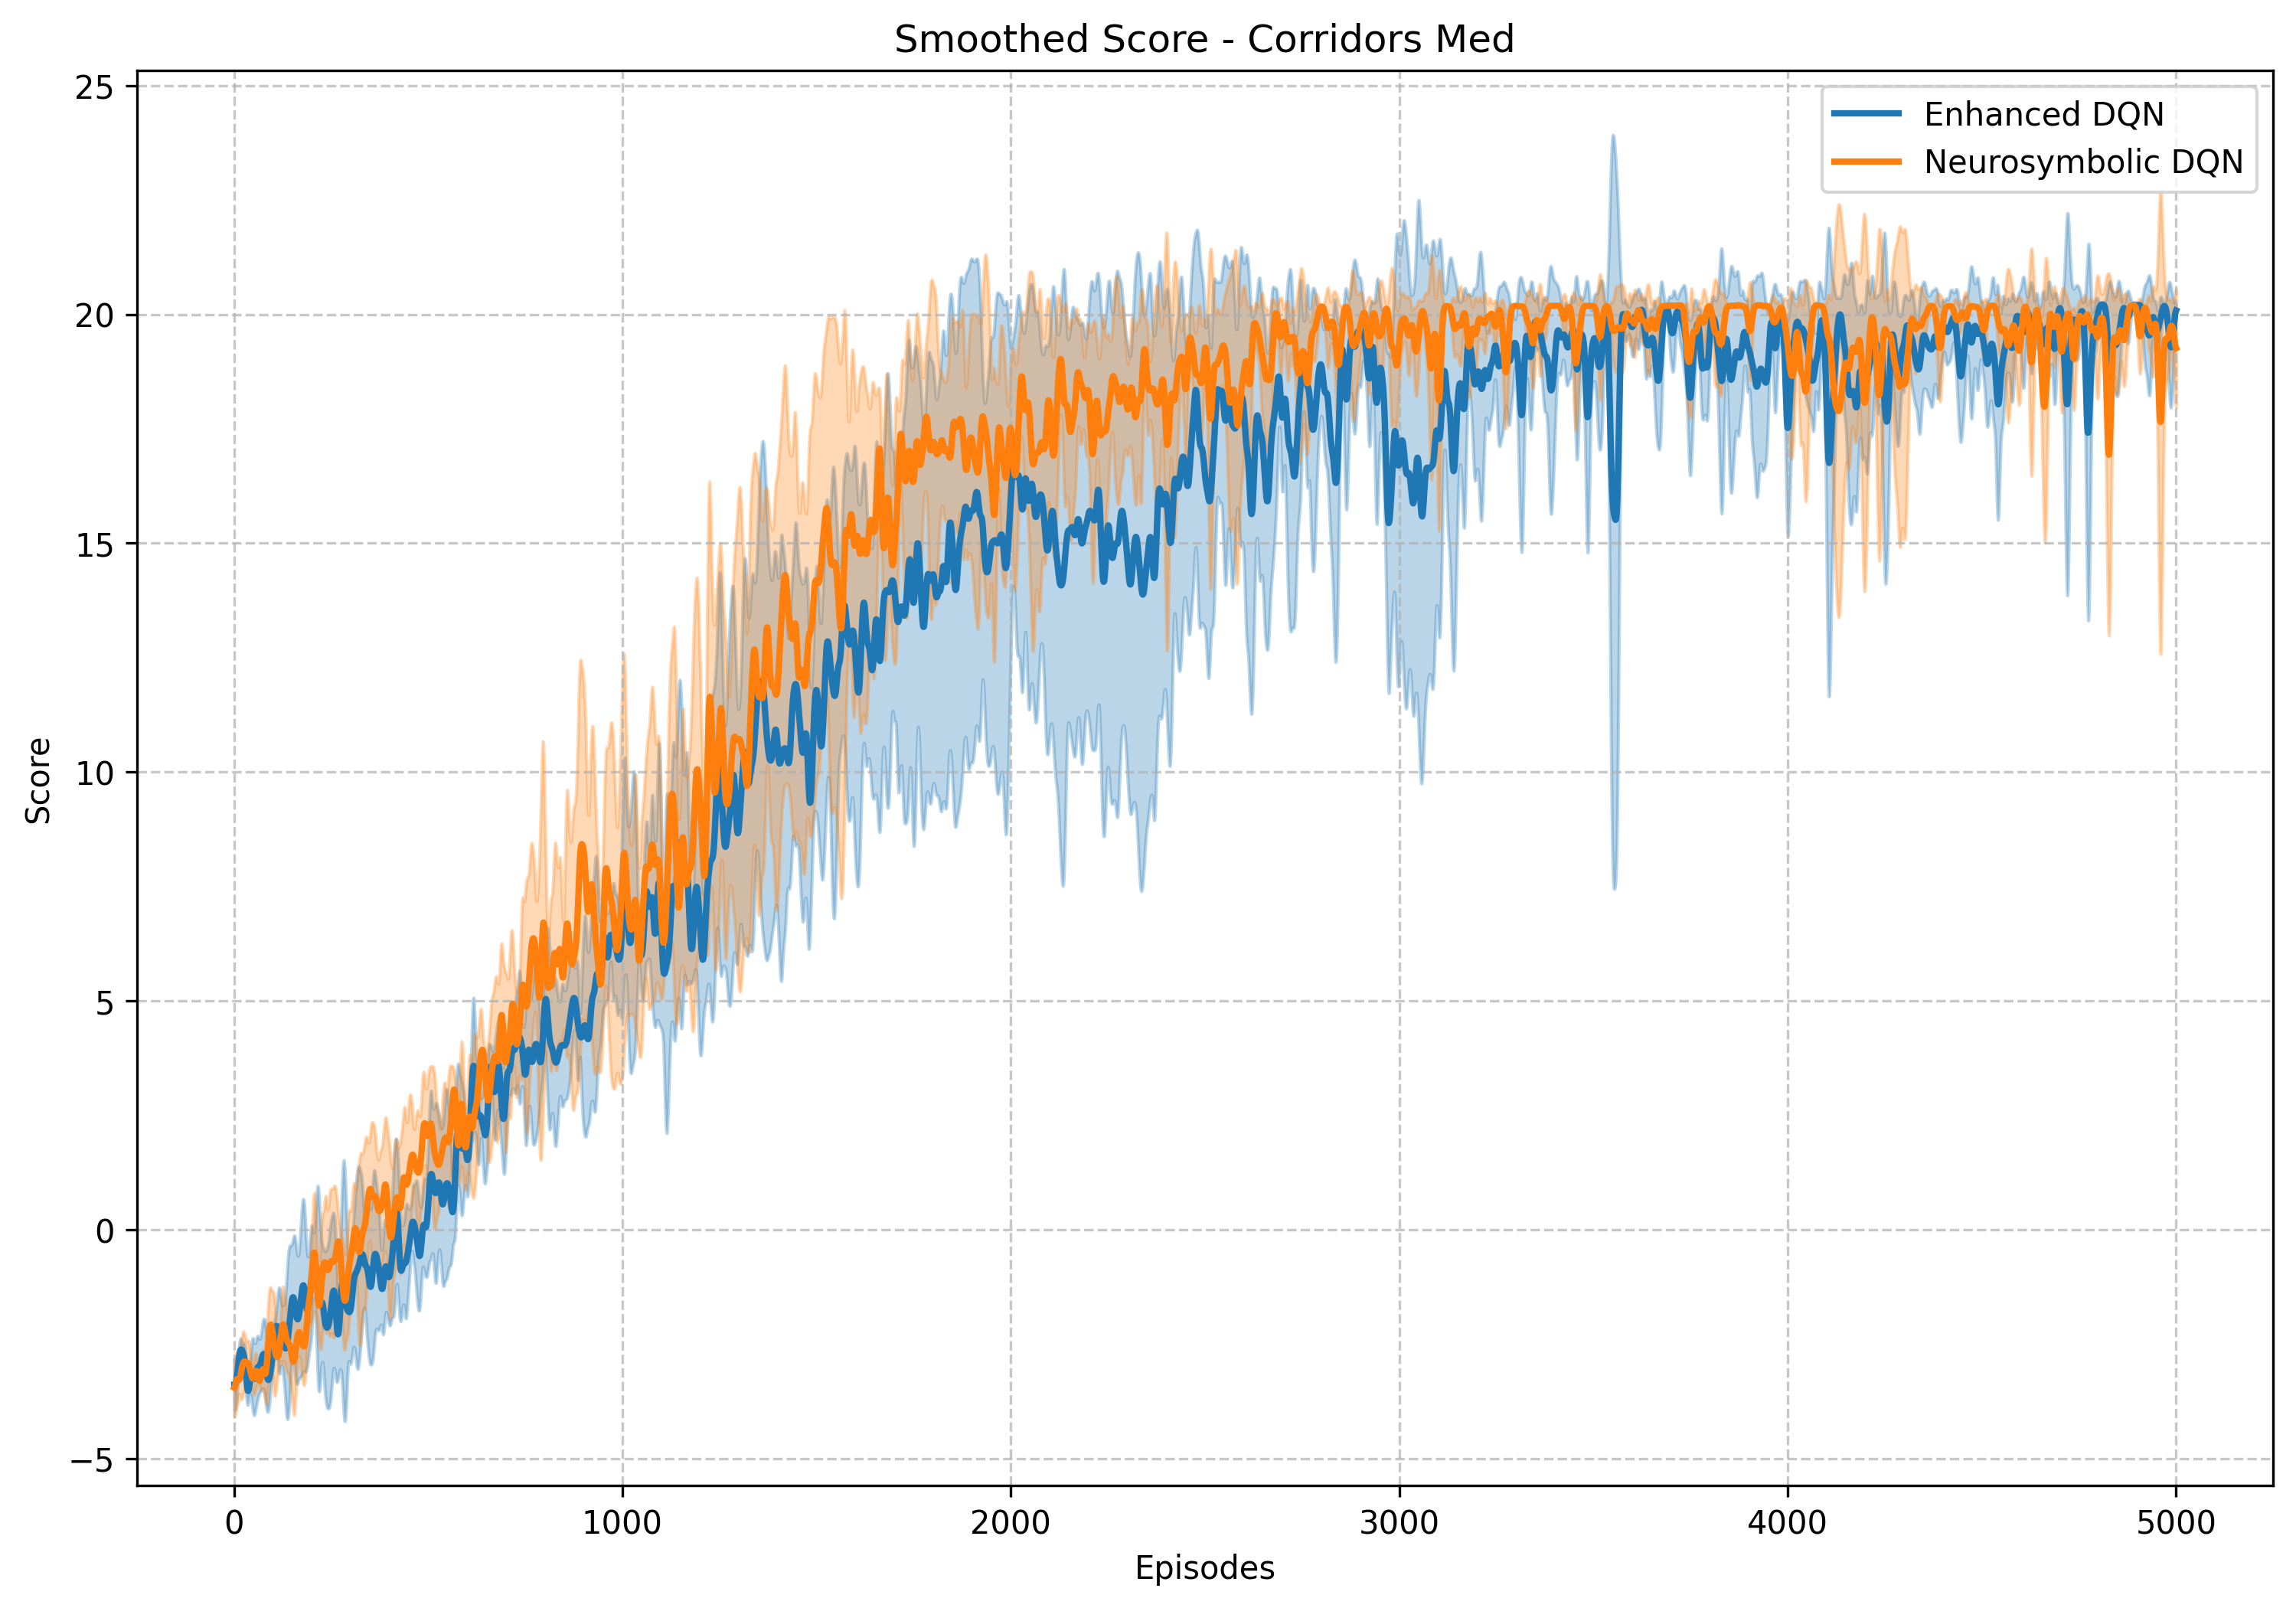 Smoothed Score - Corridors Med
Enhanced DQN
Neurosymbolic DQN
Score
25
20
15
10
5
0
−5
0 1000 2000 3000 4000 5000
Episodes